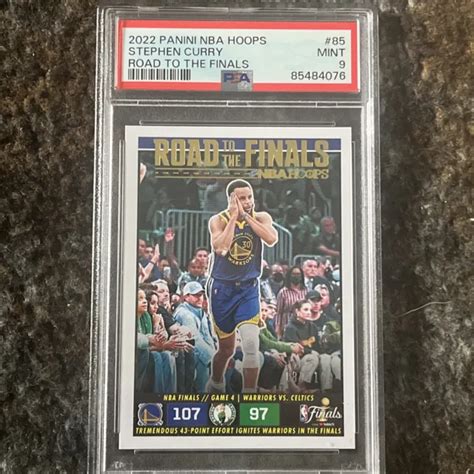 2022 PANINI NBA HOOPS #85
STEPHEN CURRY MINT
ROAD TO THE FINALS 9
PSA 85484076
ROAD TO THE FINALS
NBA HOOPS
WARRIORS
30
NBA FINALS // GAME 4 | WARRIORS VS. CELTICS
107 97 Finals
TREMENDOUS 43-POINT EFFORT IGNITES WARRIORS IN THE FINALS